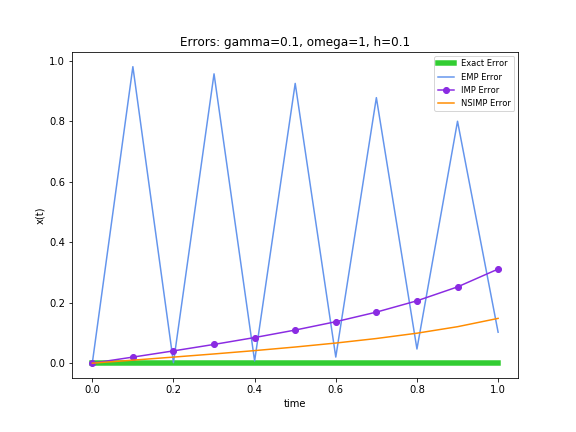 Errors: gamma=0.1, omega=1, h=0.1
Exact Error
EMP Error
IMP Error
NSIMP Error
1.0
0.8
0.6
0.4
0.2
0.0
x(t)
0.0 0.2 0.4 0.6 0.8 1.0
time